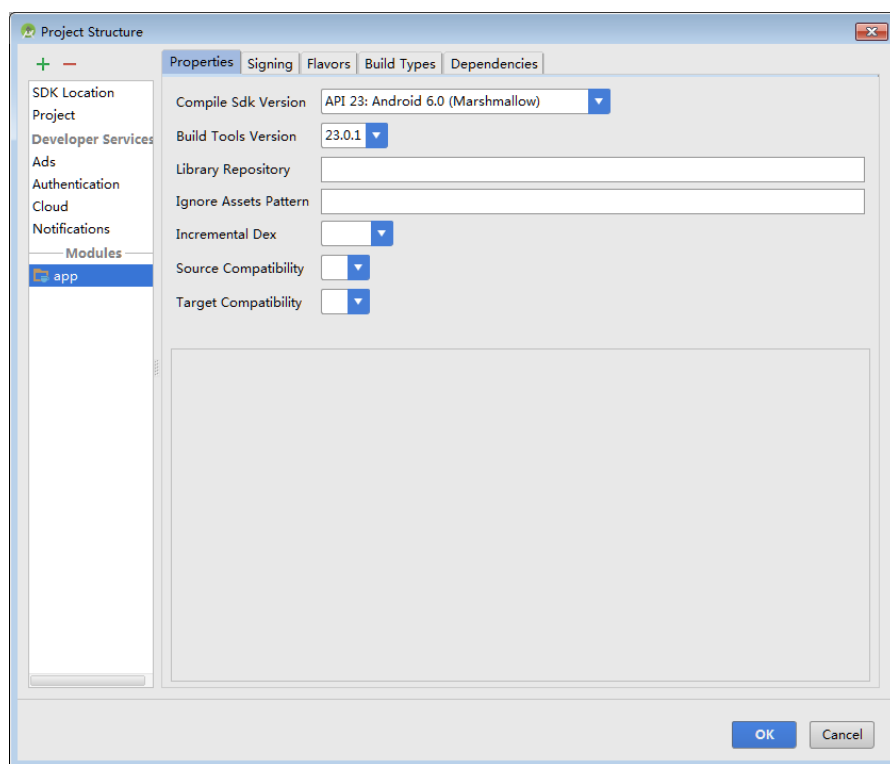 Project Structure
Properties Signing Flavors Build Types Dependencies
SDK Location
Project
Developer Services
Ads
Authentication
Cloud
Notifications
Modules
app
Compile Sdk Version API 23: Android 6.0 (Marshmallow)
Build Tools Version 23.0.1
Library Repository
Ignore Assets Pattern
Incremental Dex
Source Compatibility
Target Compatibility
OK Cancel